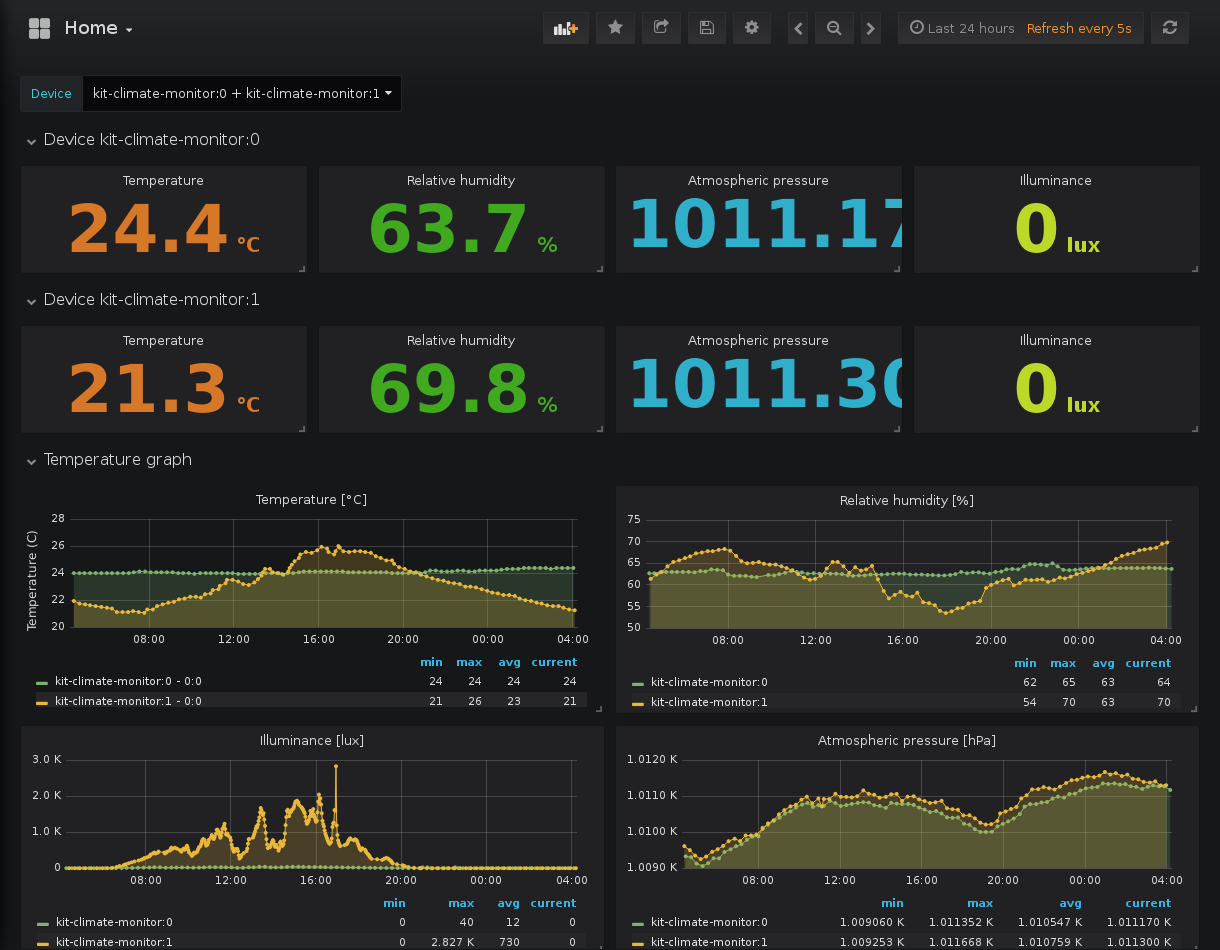 Home
Last 24 hours Refresh every 5s
Device kit-climate-monitor:0 + kit-climate-monitor:1
Device kit-climate-monitor:0
Temperature Relative humidity Atmospheric pressure Illuminance
24.4 °C 63.7 % 1011.17 0 lux
Device kit-climate-monitor:1
Temperature Relative humidity Atmospheric pressure Illuminance
21.3 °C 69.8 % 1011.30 0 lux
Temperature graph
Temperature [°C]
Temperature (C)
28
26
24
22
20
08:00 12:00 16:00 20:00 00:00 04:00
min max avg current
kit-climate-monitor:0 - 0:0 24 24 24 24
kit-climate-monitor:1 - 0:0 21 26 23 21
Relative humidity [%]
75
70
65
60
55
50
08:00 12:00 16:00 20:00 00:00 04:00
min max avg current
kit-climate-monitor:0 62 65 63 64
kit-climate-monitor:1 54 70 63 70
Illuminance [lux]
3.0 K
2.0 K
1.0 K
0
08:00 12:00 16:00 20:00 00:00 04:00
min max avg current
kit-climate-monitor:0 0 40 12 0
kit-climate-monitor:1 0 2.827 K 730 0
Atmospheric pressure [hPa]
1.0120 K
1.0110 K
1.0100 K
1.0090 K
08:00 12:00 16:00 20:00 00:00 04:00
min max avg current
kit-climate-monitor:0 1.009060 K 1.011352 K 1.010547 K 1.011170 K
kit-climate-monitor:1 1.009253 K 1.011668 K 1.010759 K 1.011300 K